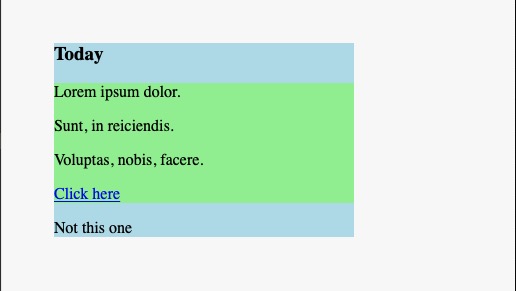 Today
Lorem ipsum dolor.
Sunt, in reiciendis.
Voluptas, nobis, facere.
Click here
Not this one